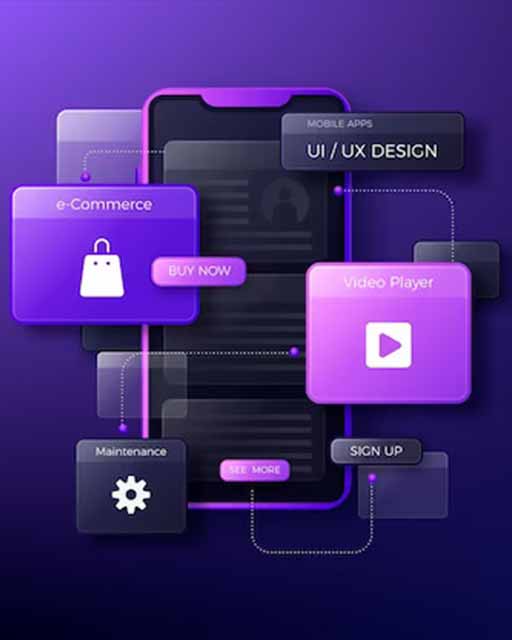 MOBILE APPS
UI / UX DESIGN
e-Commerce
BUY NOW
Video Player
Maintenance
SIGN UP
SEE MORE